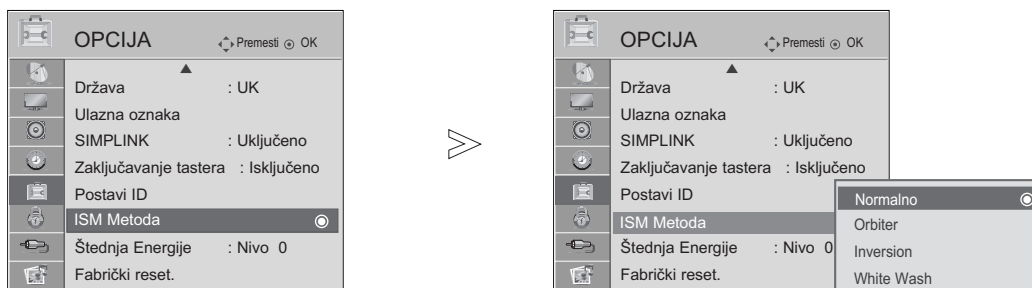 OPCIJA Premesti OK
Država : UK
Ulazna oznaka
SIMPLINK : Uključeno
Zaključavanje tastera : Isključeno
Postavi ID
ISM Metoda
Štednja Energije : Nivo 0
Fabrički reset.
OPCIJA Premesti OK
Država : UK
Ulazna oznaka
SIMPLINK : Uključeno
Zaključavanje tastera : Isključeno
Postavi ID
ISM Metoda
Štednja Energije : Nivo 0
Fabrički reset.
Normalno
Orbiter
Inversion
White Wash